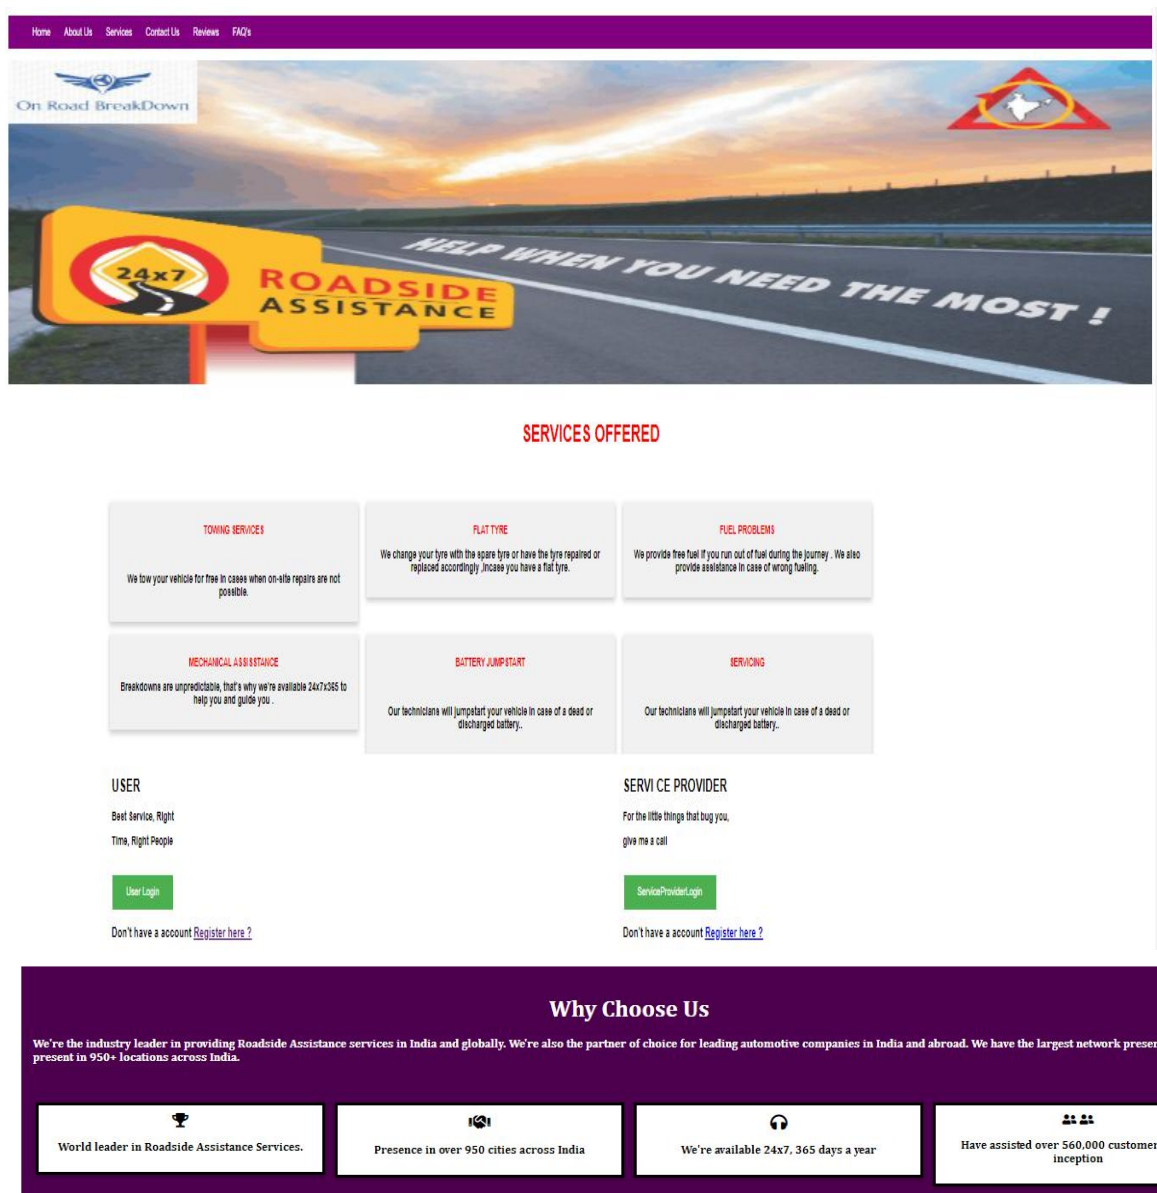 Home About Us Services Contact Us Reviews FAQ's
On Road BreakDown
HELP WHEN YOU NEED THE MOST !
24x7
ROADSIDE
ASSISTANCE
SERVICES OFFERED
TOWING SERVICES
We tow your vehicle for free in cases when on-site repairs are not
possible.
FLAT TYRE
We change your tyre with the spare tyre or have the tyre repaired or
replaced accordingly ,incase you have a flat tyre.
FUEL PROBLEMS
We provide free fuel if you run out of fuel during the journey . We also
provide assistance in case of wrong fueling.
MECHANICAL ASSISSTANCE
Breakdowns are unpredictable, that's why we're available 24x7x365 to
help you and guide you .
BATTERY JUMPSTART
Our technicians will jumpstart your vehicle in case of a dead or
discharged battery..
SERVICING
Our technicians will jumpstart your vehicle in case of a dead or
discharged battery..
USER
Best Service, Right
Time, Right People
User Login
Don't have a account Register here ?
SERVI CE PROVIDER
For the little things that bug you,
give me a call
ServiceProviderLogin
Don't have a account Register here ?
Why Choose Us
We're the industry leader in providing Roadside Assistance services in India and globally. We're also the partner of choice for leading automotive companies in India and abroad. We have the largest network presen
present in 950+ locations across India.
World leader in Roadside Assistance Services.
Presence in over 950 cities across India
We're available 24x7, 365 days a year
Have assisted over 560,000 customer
inception